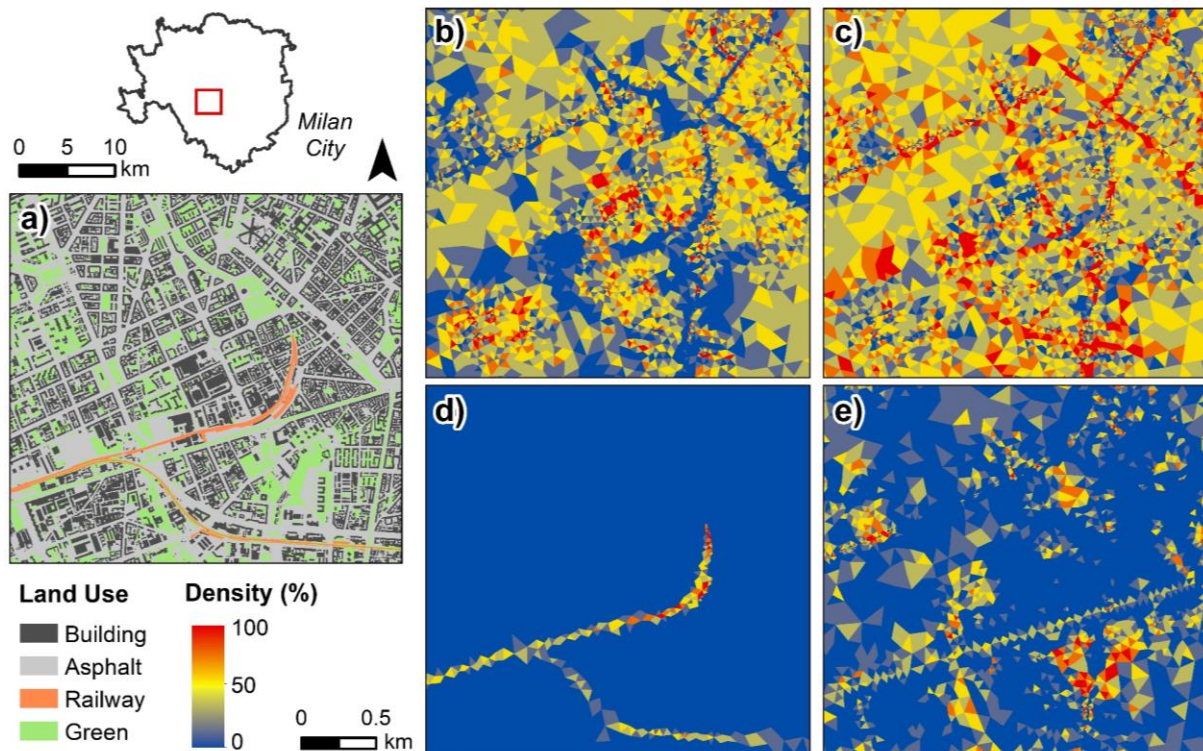 Milan
City
0 5 10
km
a)
b)
c)
d)
e)
Land Use
Building
Asphalt
Railway
Green
Density (%)
100
50
0
0 0.5
km